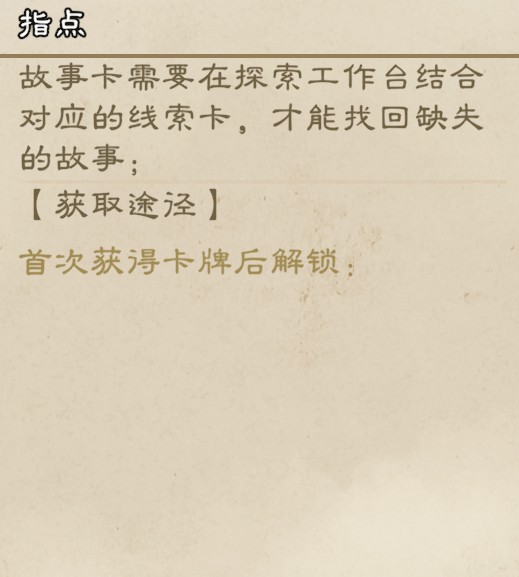 指点
故事卡需要在探索工作台结合
对应的线索卡，才能找回缺失
的故事；
【获取途径】
首次获得卡牌后解锁；